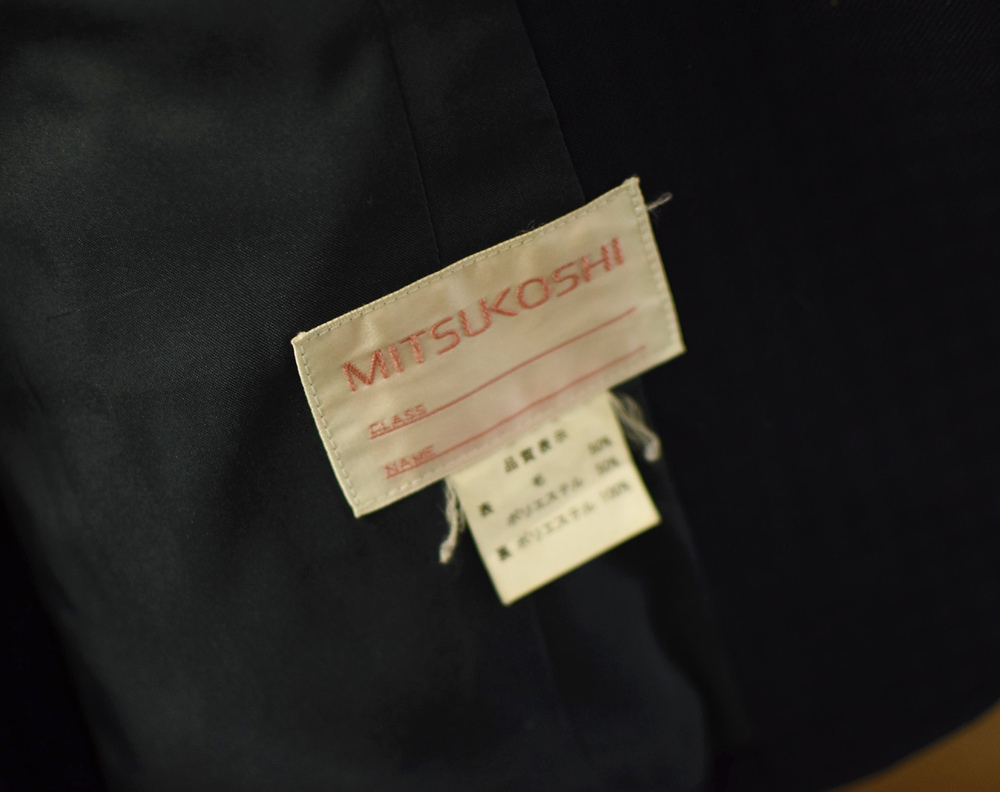 MITSUKOSHI
CLASS
NAME
品質表示
表 毛 50%
ポリエステル 50%
裏 ポリエステル 100%